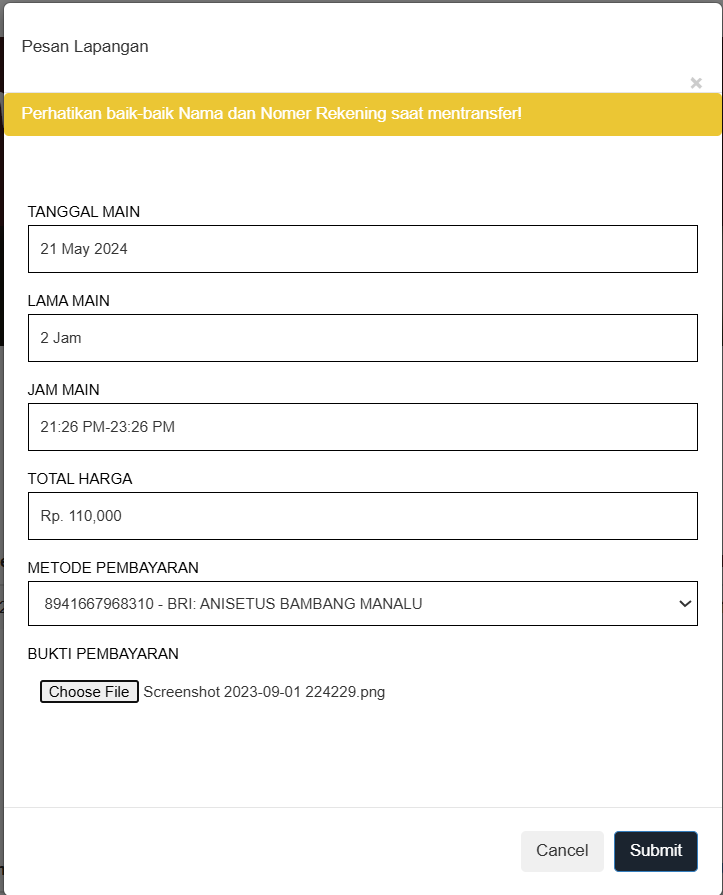 Pesan Lapangan
×
Perhatikan baik-baik Nama dan Nomer Rekening saat mentransfer!
TANGGAL MAIN
21 May 2024
LAMA MAIN
2 Jam
JAM MAIN
21:26 PM-23:26 PM
TOTAL HARGA
Rp. 110,000
METODE PEMBAYARAN
8941667968310 - BRI: ANISETUS BAMBANG MANALU
BUKTI PEMBAYARAN
Choose File Screenshot 2023-09-01 224229.png
Cancel Submit